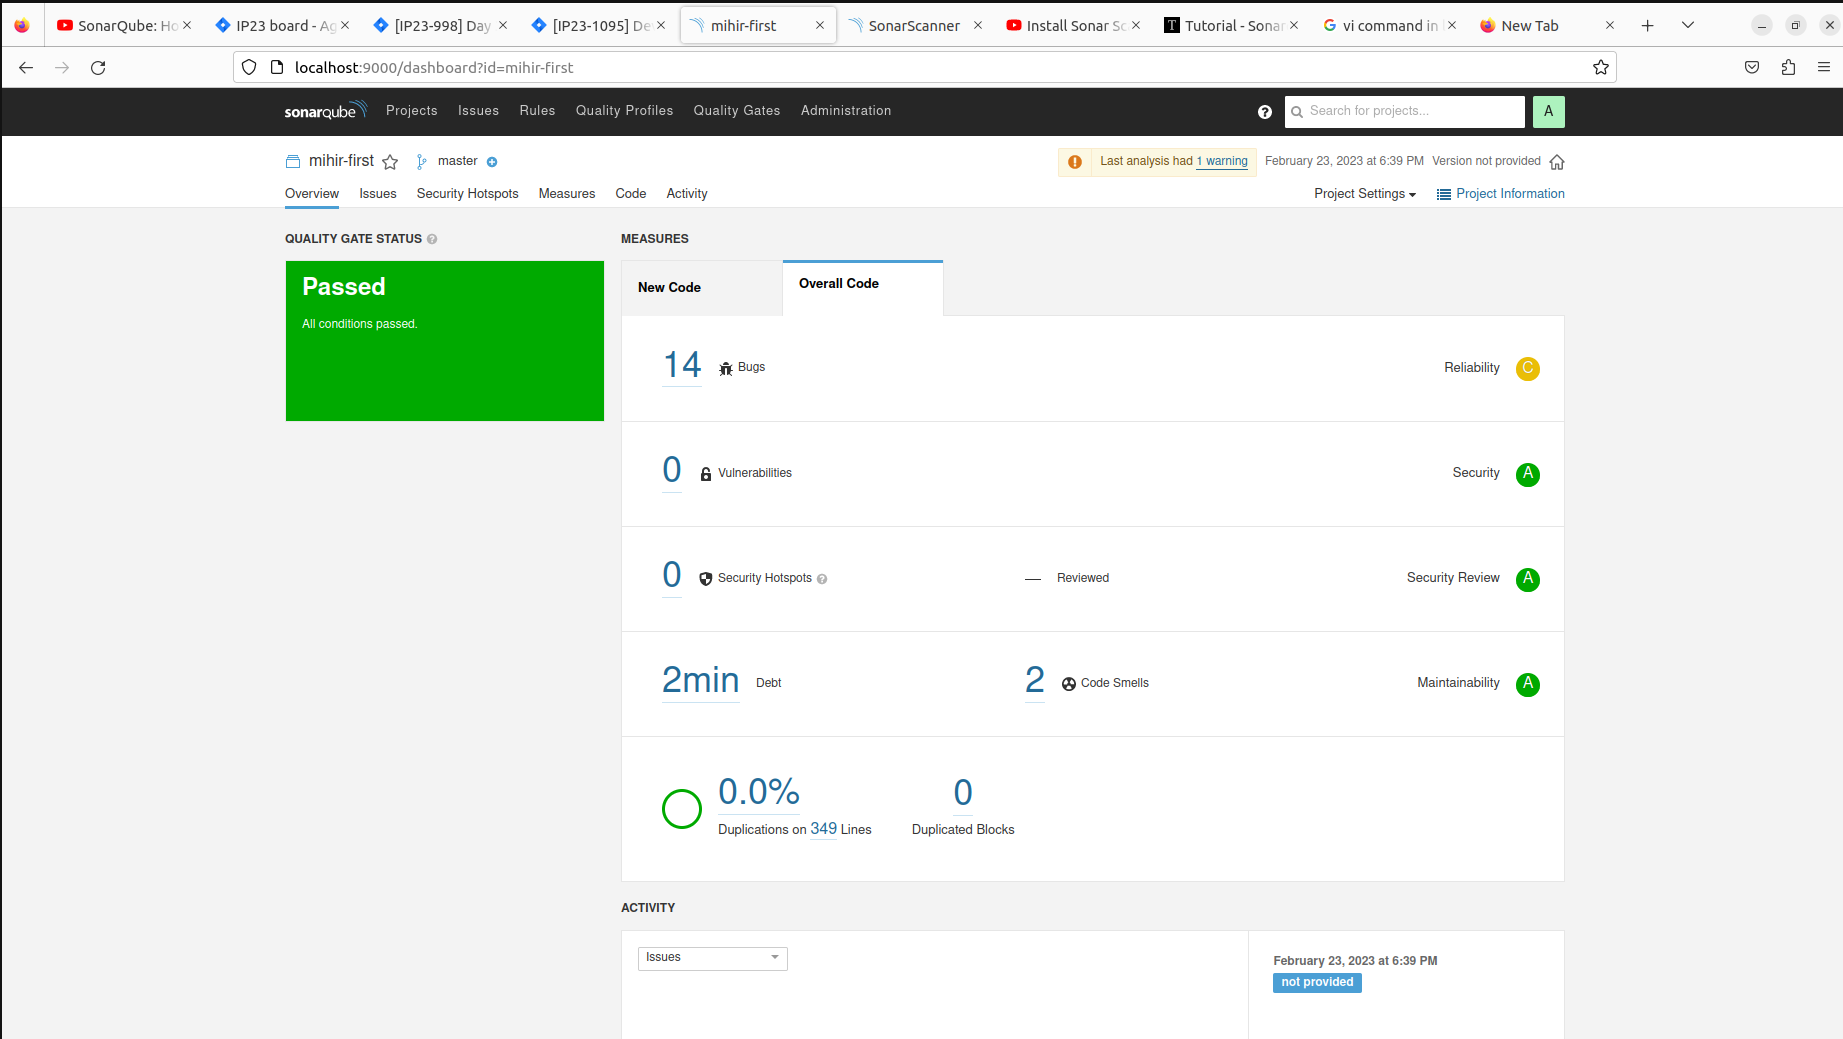 SonarQube: Ho
IP23 board - Ag
[IP23-998] Day
[IP23-1095] De
mihir-first
SonarScanner
Install Sonar Sc
Tutorial - Sonar
vi command in
New Tab
localhost:9000/dashboard?id=mihir-first
sonarqube
Projects
Issues
Rules
Quality Profiles
Quality Gates
Administration
Search for projects...
A
mihir-first
master
Last analysis had 1 warning
February 23, 2023 at 6:39 PM
Version not provided
Overview
Issues
Security Hotspots
Measures
Code
Activity
Project Settings
Project Information
QUALITY GATE STATUS
MEASURES
Passed
All conditions passed.
New Code
Overall Code
14 Bugs
Reliability C
0 Vulnerabilities
Security A
0 Security Hotspots
— Reviewed
Security Review A
2min Debt
2 Code Smells
Maintainability A
0.0%
Duplications on 349 Lines
0
Duplicated Blocks
ACTIVITY
Issues
February 23, 2023 at 6:39 PM
not provided